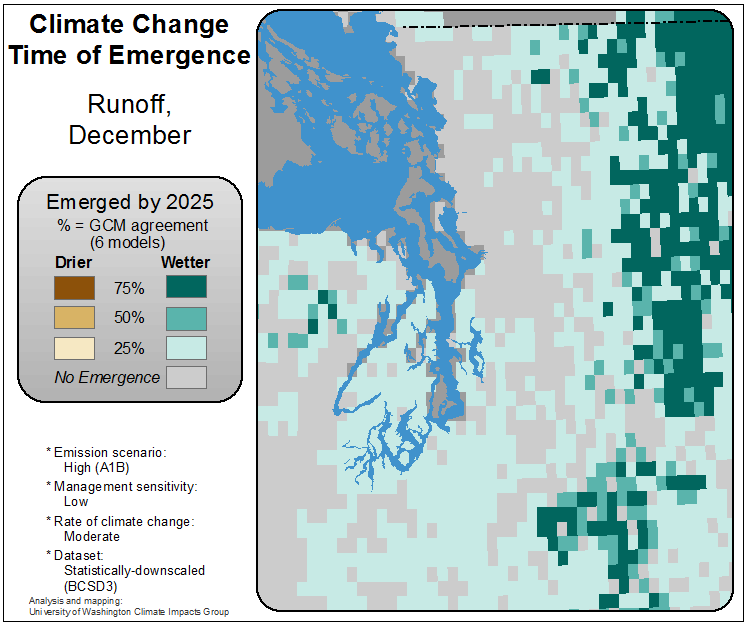 Climate Change
Time of Emergence
Runoff,
December
Emerged by 2025
% = GCM agreement
(6 models)
Drier Wetter
75%
50%
25%
No Emergence
* Emission scenario:
High (A1B)
* Management sensitivity:
Low
* Rate of climate change:
Moderate
* Dataset:
Statistically-downscaled
(BCSD3)
Analysis and mapping:
University of Washington Climate Impacts Group